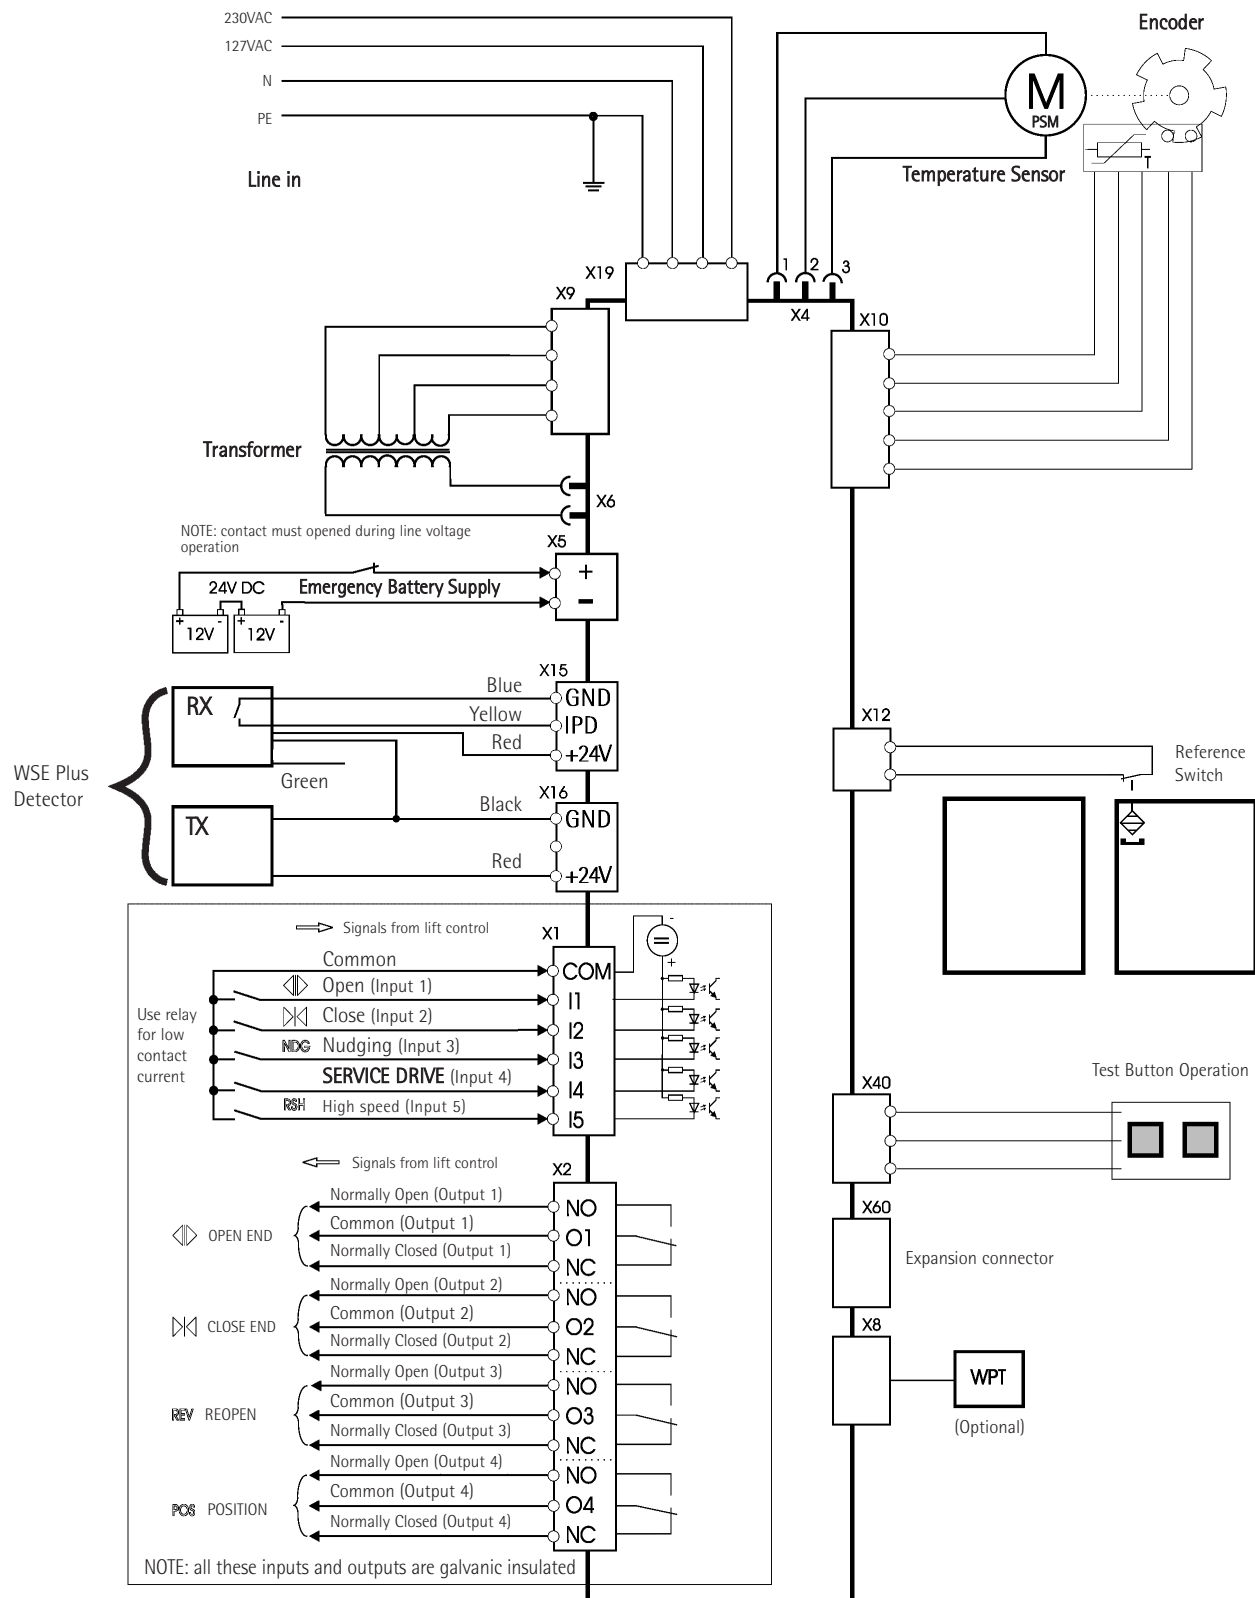 230VAC
127VAC
N
PE
Line in
Encoder
M
PSM
T
Temperature Sensor
X19
X9
1 2 3
X4
X10
Transformer
X6
NOTE: contact must opened during line voltage
operation
X5
+
-
24V DC
Emergency Battery Supply
+ - + -
12V 12V
WSE Plus
Detector
RX
TX
X15
Blue
GND
Yellow
IPD
Red
+24V
Green
X16
Black
GND
Red
+24V
X12
Reference
Switch
Signals from lift control
X1
-
=
+
Common
COM
Open (Input 1)
I1
Close (Input 2)
I2
NDG Nudging (Input 3)
I3
SERVICE DRIVE (Input 4)
I4
RSH High speed (Input 5)
I5
Use relay
for low
contact
current
Test Button Operation
X40
Signals from lift control
X2
Normally Open (Output 1)
NO
OPEN END
Common (Output 1)
O1
Normally Closed (Output 1)
NC
Normally Open (Output 2)
NO
CLOSE END
Common (Output 2)
O2
Normally Closed (Output 2)
NC
Normally Open (Output 3)
NO
REV REOPEN
Common (Output 3)
O3
Normally Closed (Output 3)
NC
Normally Open (Output 4)
NO
POS POSITION
Common (Output 4)
O4
Normally Closed (Output 4)
NC
NOTE: all these inputs and outputs are galvanic insulated
X60
Expansion connector
X8
WPT
(Optional)